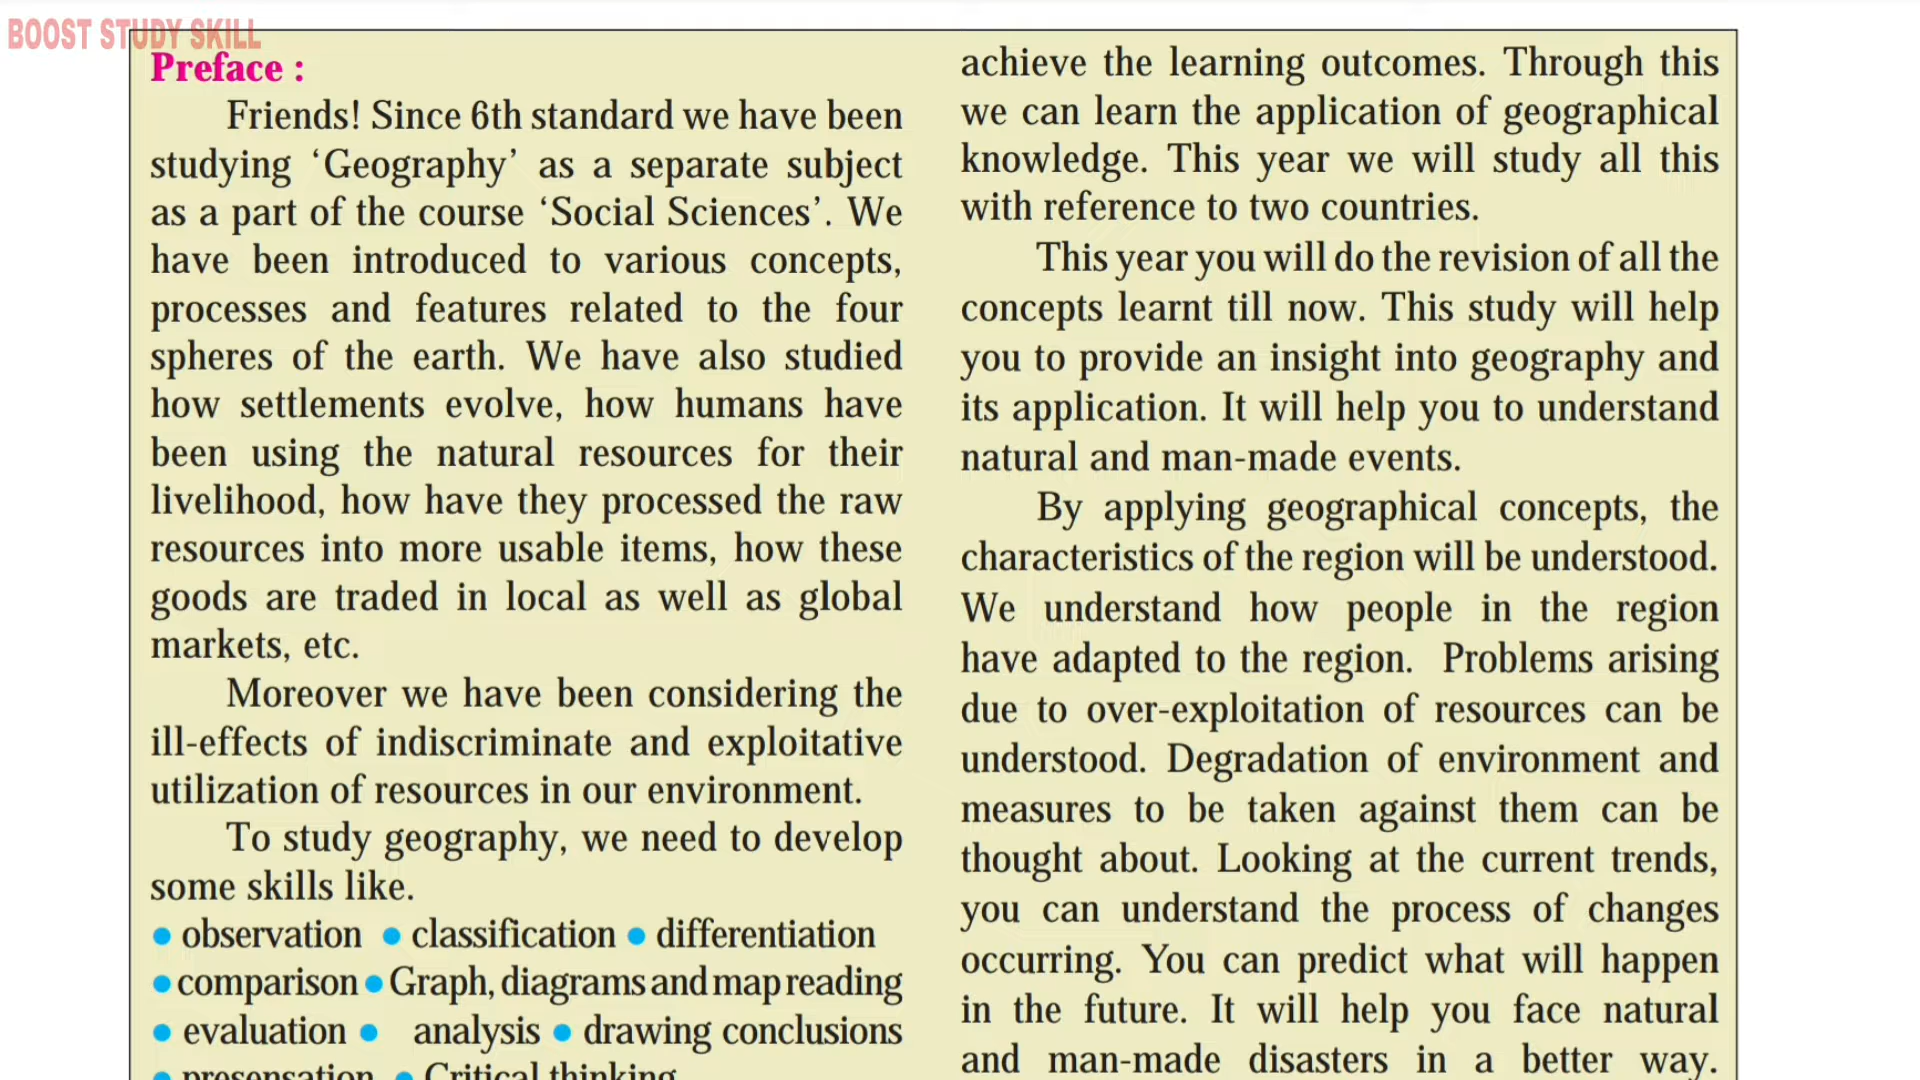 BOOST STUDY SKILL
Preface :
Friends! Since 6th standard we have been
studying ‘Geography’ as a separate subject
as a part of the course ‘Social Sciences’. We
have been introduced to various concepts,
processes and features related to the four
spheres of the earth. We have also studied
how settlements evolve, how humans have
been using the natural resources for their
livelihood, how have they processed the raw
resources into more usable items, how these
goods are traded in local as well as global
markets, etc.
Moreover we have been considering the
ill-effects of indiscriminate and exploitative
utilization of resources in our environment.
To study geography, we need to develop
some skills like.
• observation • classification • differentiation
• comparison • Graph, diagrams and map reading
• evaluation • analysis • drawing conclusions
• presensation • Critical thinking
achieve the learning outcomes. Through this
we can learn the application of geographical
knowledge. This year we will study all this
with reference to two countries.
This year you will do the revision of all the
concepts learnt till now. This study will help
you to provide an insight into geography and
its application. It will help you to understand
natural and man-made events.
By applying geographical concepts, the
characteristics of the region will be understood.
We understand how people in the region
have adapted to the region. Problems arising
due to over-exploitation of resources can be
understood. Degradation of environment and
measures to be taken against them can be
thought about. Looking at the current trends,
you can understand the process of changes
occurring. You can predict what will happen
in the future. It will help you face natural
and man-made disasters in a better way.